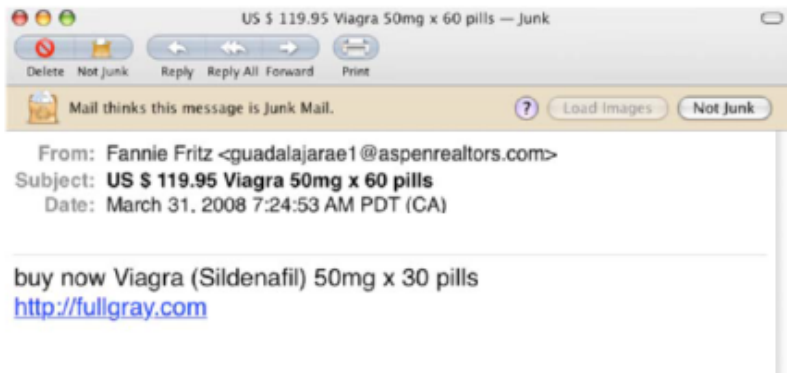 US $ 119.95 Viagra 50mg x 60 pills — Junk
Delete Not Junk Reply Reply All Forward Print
Mail thinks this message is Junk Mail. ? Load Images Not Junk
From: Fannie Fritz <guadalajarae1@aspenrealtors.com>
Subject: US $ 119.95 Viagra 50mg x 60 pills
Date: March 31, 2008 7:24:53 AM PDT (CA)
buy now Viagra (Sildenafil) 50mg x 30 pills
http://fullgray.com